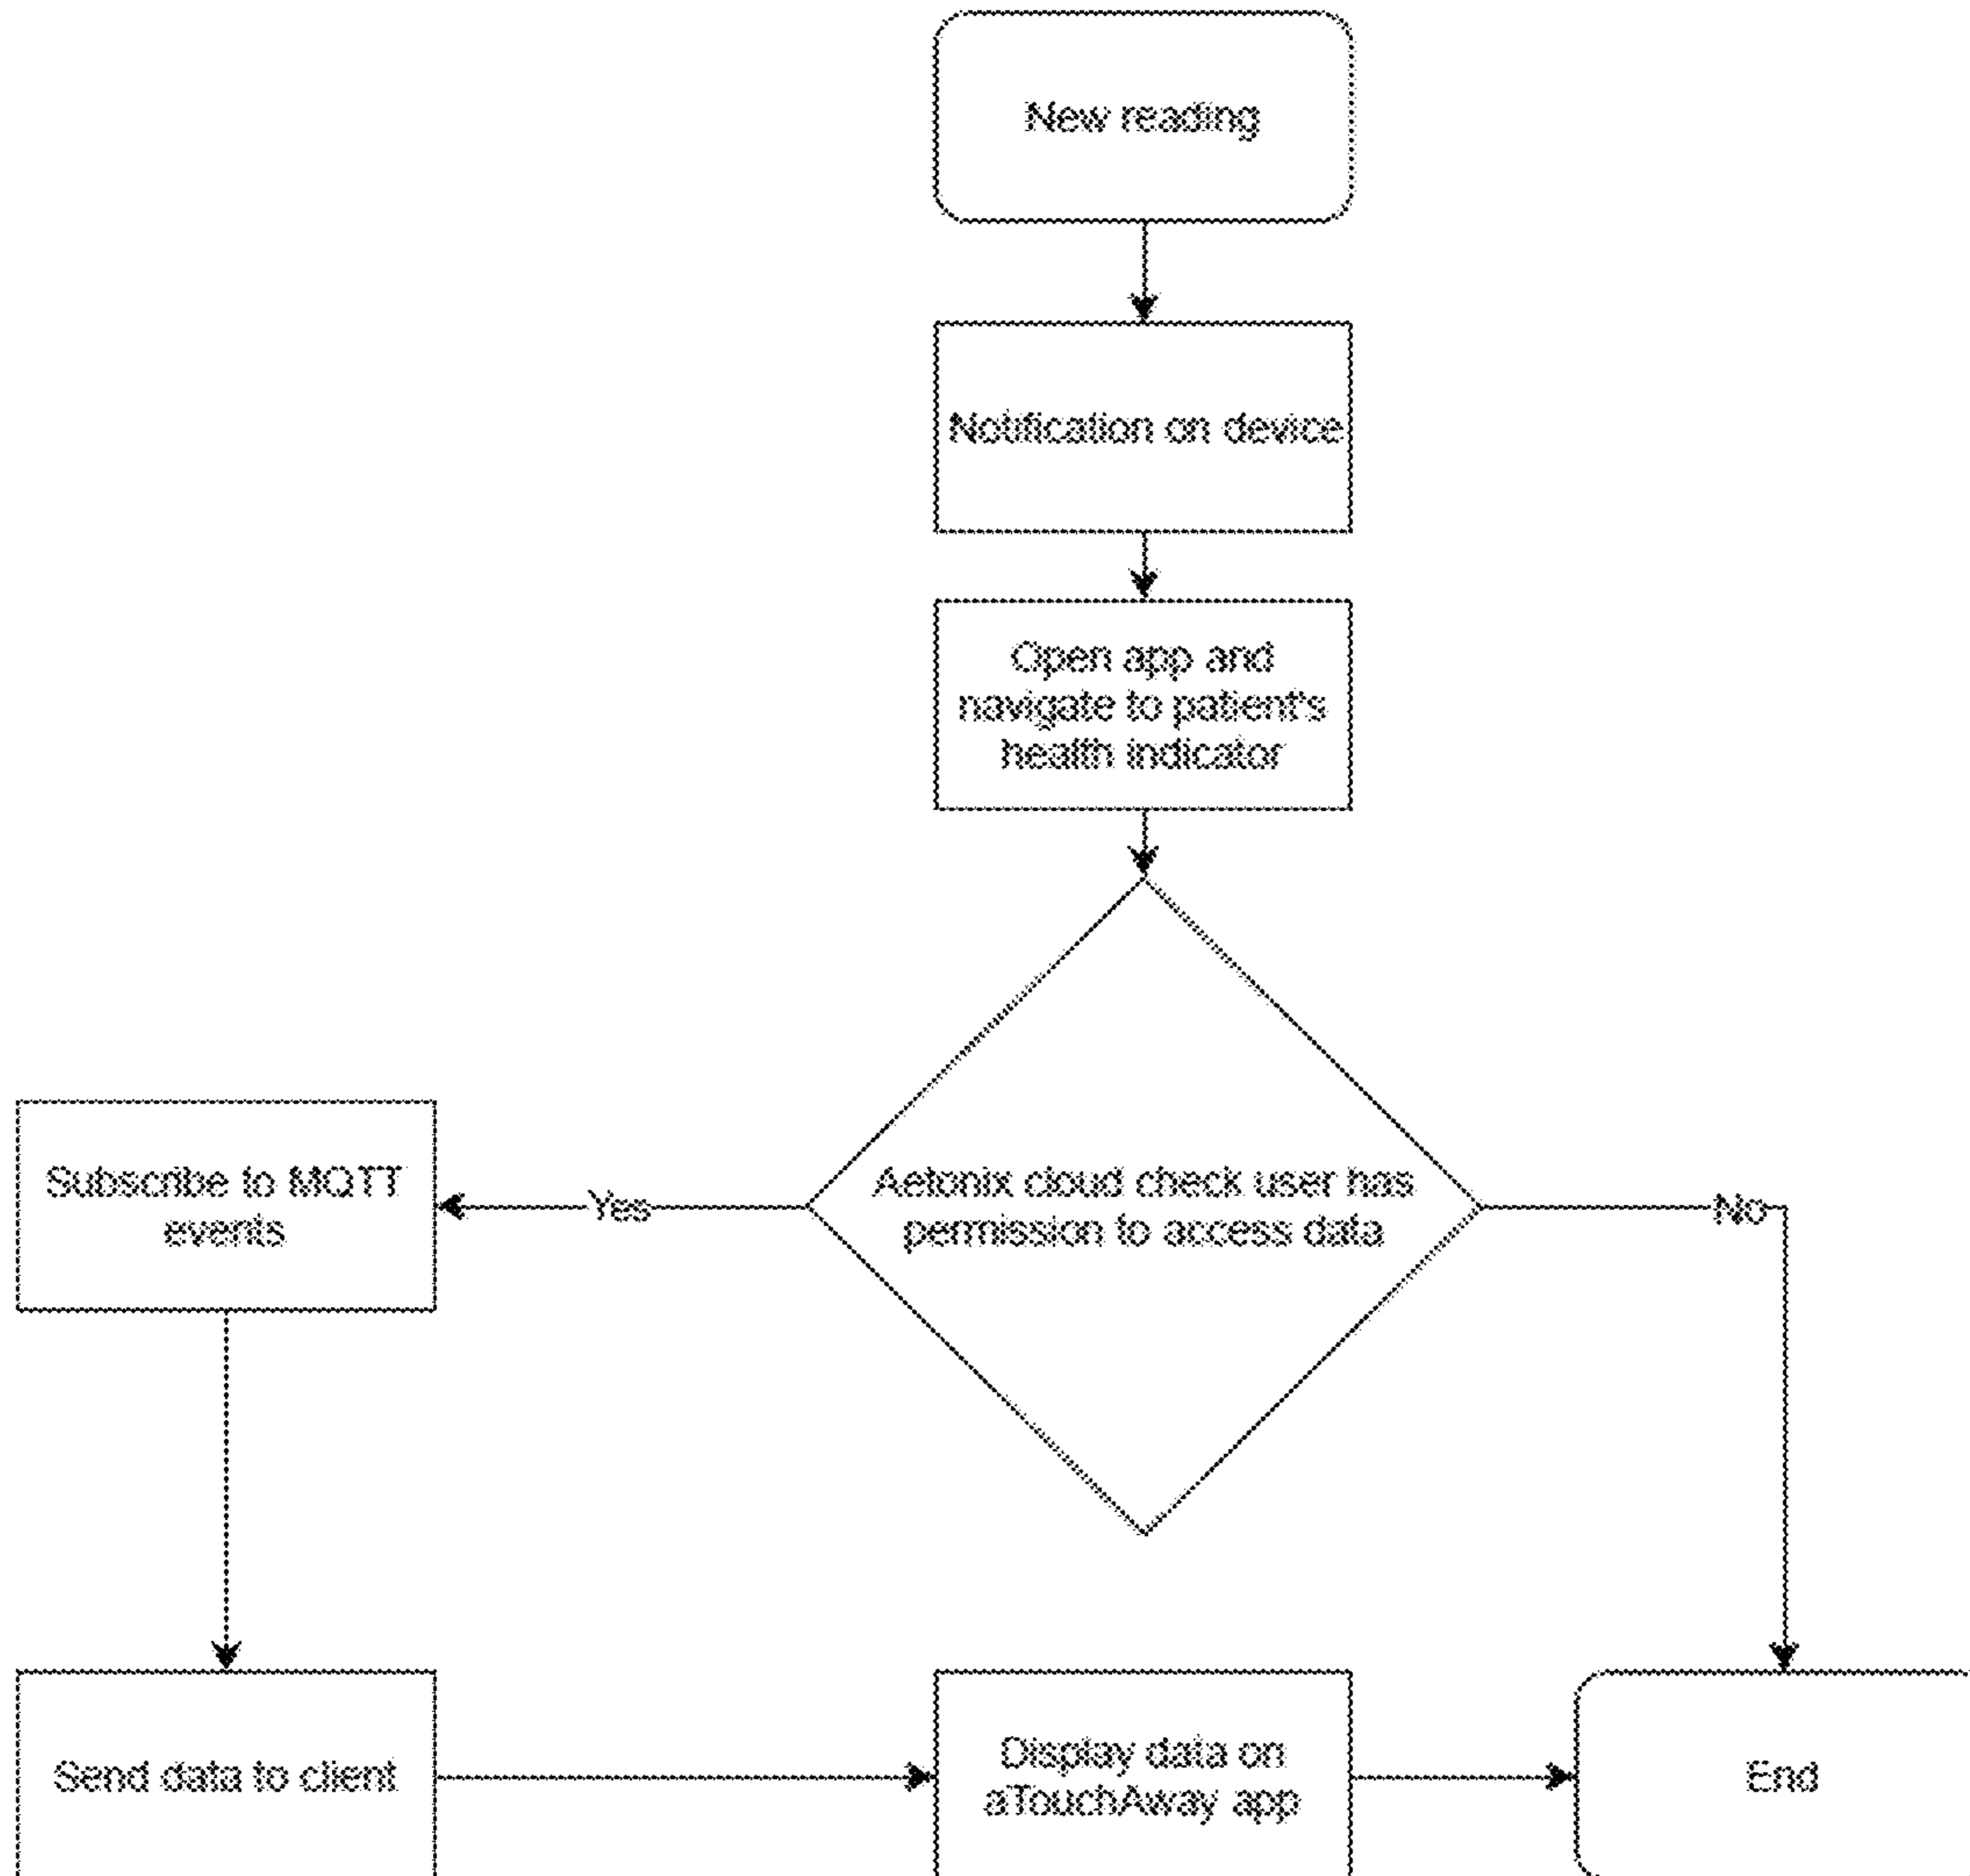 New reading
Notification on device
Open app and
navigate to patient's
health indicator
Aetonix cloud check user has
permission to access data
Yes
No
Subscribe to MQTT
events
Send data to client
Display data on
aTouchAway app
End